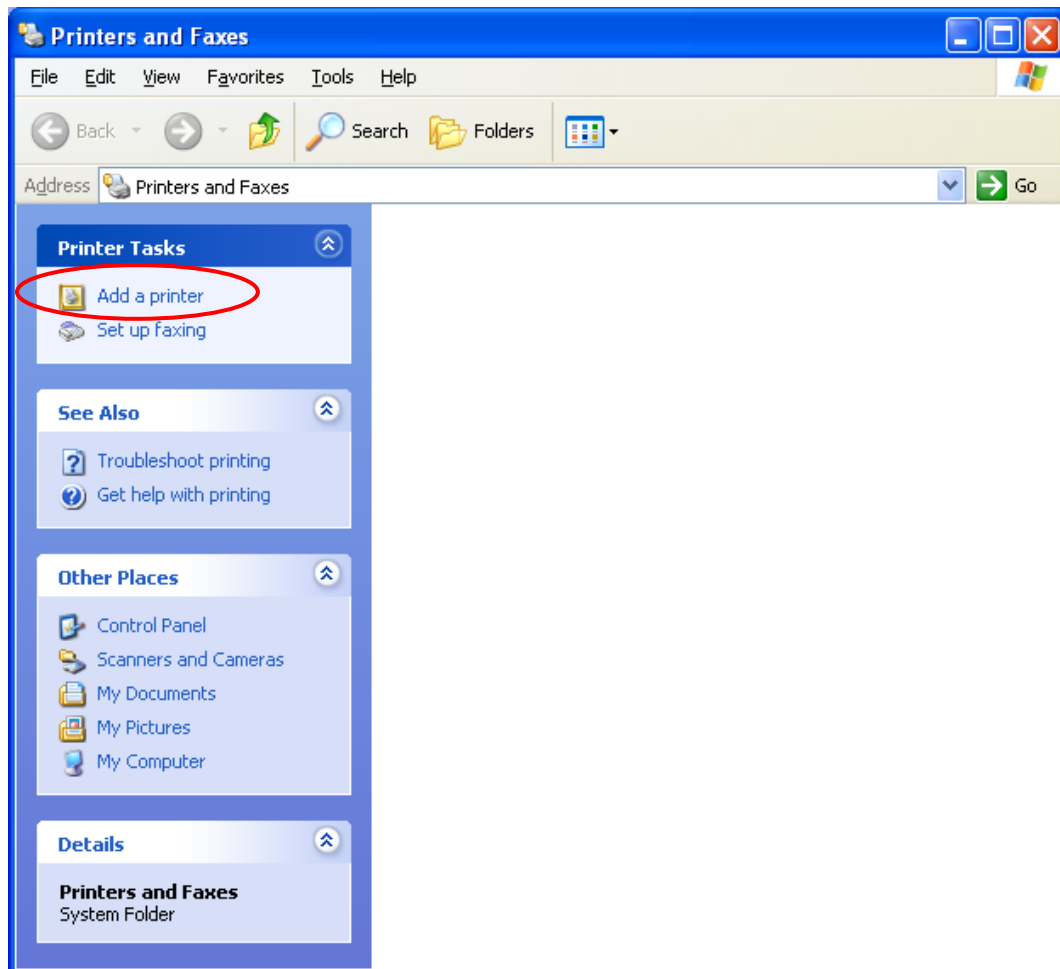 Printers and Faxes
File Edit View Favorites Tools Help
Back Search Folders
Address Printers and Faxes Go
Printer Tasks
Add a printer
Set up faxing
See Also
Troubleshoot printing
Get help with printing
Other Places
Control Panel
Scanners and Cameras
My Documents
My Pictures
My Computer
Details
Printers and Faxes
System Folder